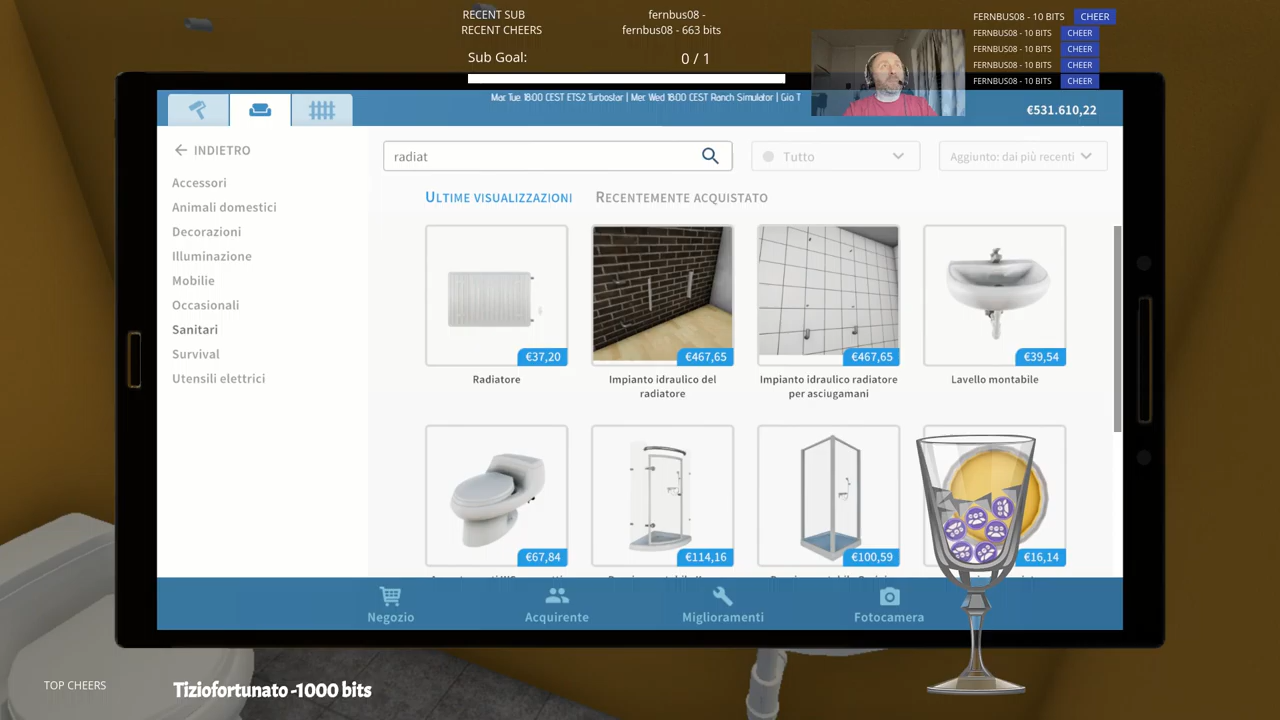 RECENT SUB
fernbus08 -
RECENT CHEERS
fernbus08 - 663 bits
Sub Goal:
0 / 1
FERNBUS08 - 10 BITS CHEER
FERNBUS08 - 10 BITS CHEER
FERNBUS08 - 10 BITS CHEER
FERNBUS08 - 10 BITS CHEER
FERNBUS08 - 10 BITS CHEER
Mar Tue 18:00 CEST ETS2 Turbostar | Mer Wed 18:00 CEST Ranch Simulator | Gio T
€531.610,22
INDIETRO
Accessori
Animali domestici
Decorazioni
Illuminazione
Mobilie
Occasionali
Sanitari
Survival
Utensili elettrici
radiat
Tutto
Aggiunto: dai più recenti
ULTIME VISUALIZZAZIONI
RECENTEMENTE ACQUISTATO
€37,20
Radiatore
€467,65
Impianto idraulico del
radiatore
€467,65
Impianto idraulico radiatore
per asciugamani
€39,54
Lavello montabile
€67,84
€114,16
€100,59
€16,14
Negozio
Acquirente
Miglioramenti
Fotocamera
TOP CHEERS
Tiziofortunato -1000 bits